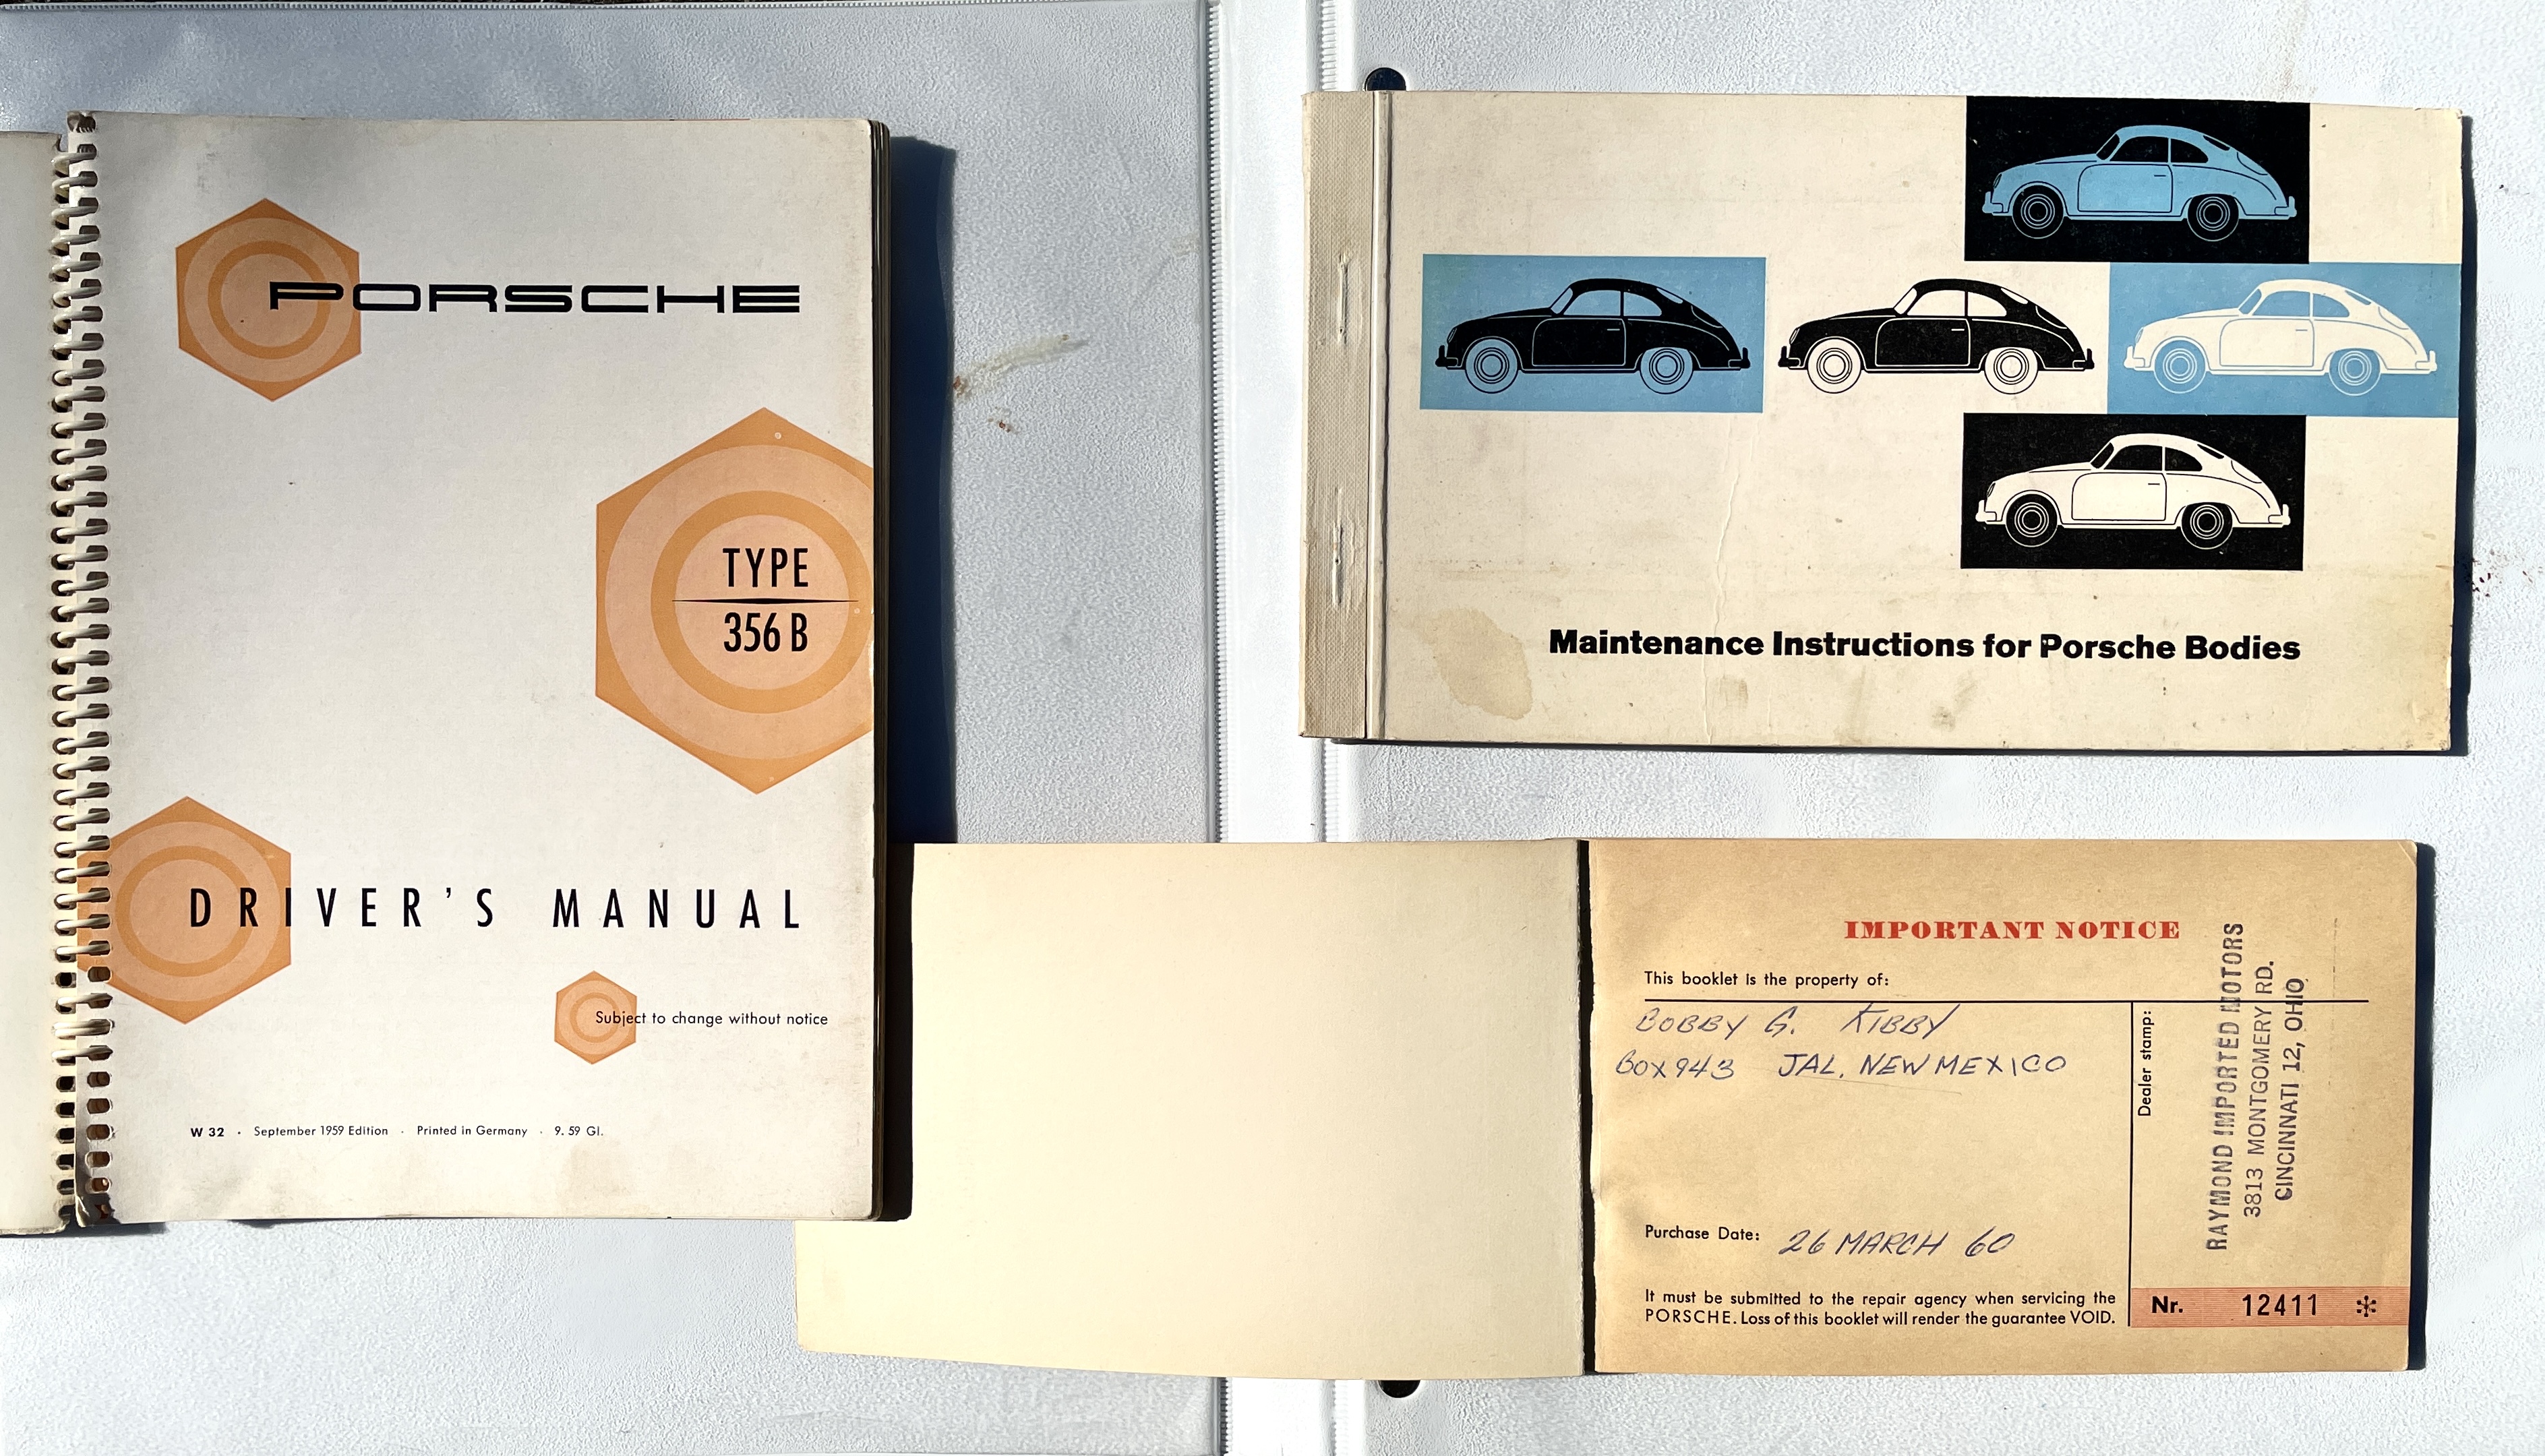 PORSCHE
TYPE
356 B
DRIVER'S MANUAL
Subject to change without notice
W 32 · September 1959 Edition · Printed in Germany · 9. 59 Gl.
Maintenance Instructions for Porsche Bodies
IMPORTANT NOTICE
This booklet is the property of:
BOBBY G. KIBBY
BOX 943 JAL, NEW MEXICO
Purchase Date: 26 MARCH 60
It must be submitted to the repair agency when servicing the
PORSCHE. Loss of this booklet will render the guarantee VOID.
Dealer stamp:
RAYMOND IMPORTED MOTORS
3813 MONTGOMERY RD.
CINCINNATI 12, OHIO
Nr. 12411 *